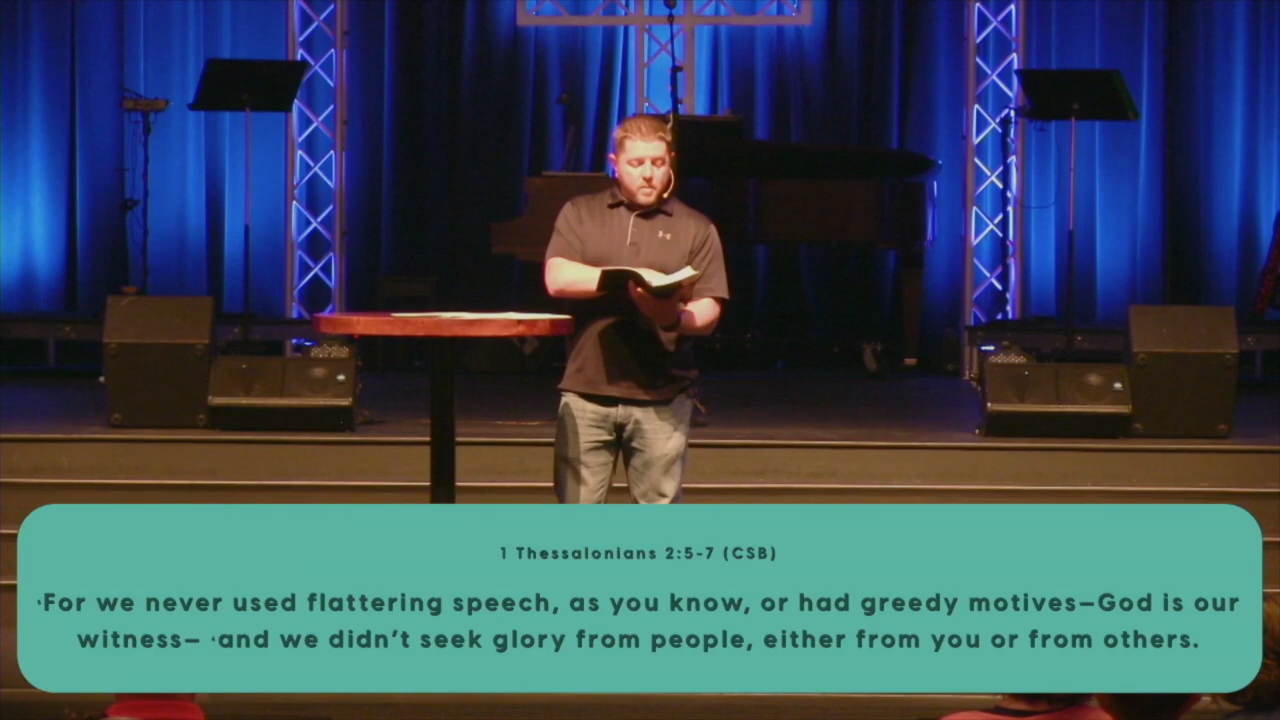 1 Thessalonians 2:5-7 (CSB)
For we never used flattering speech, as you know, or had greedy motives—God is our
witness— and we didn't seek glory from people, either from you or from others.